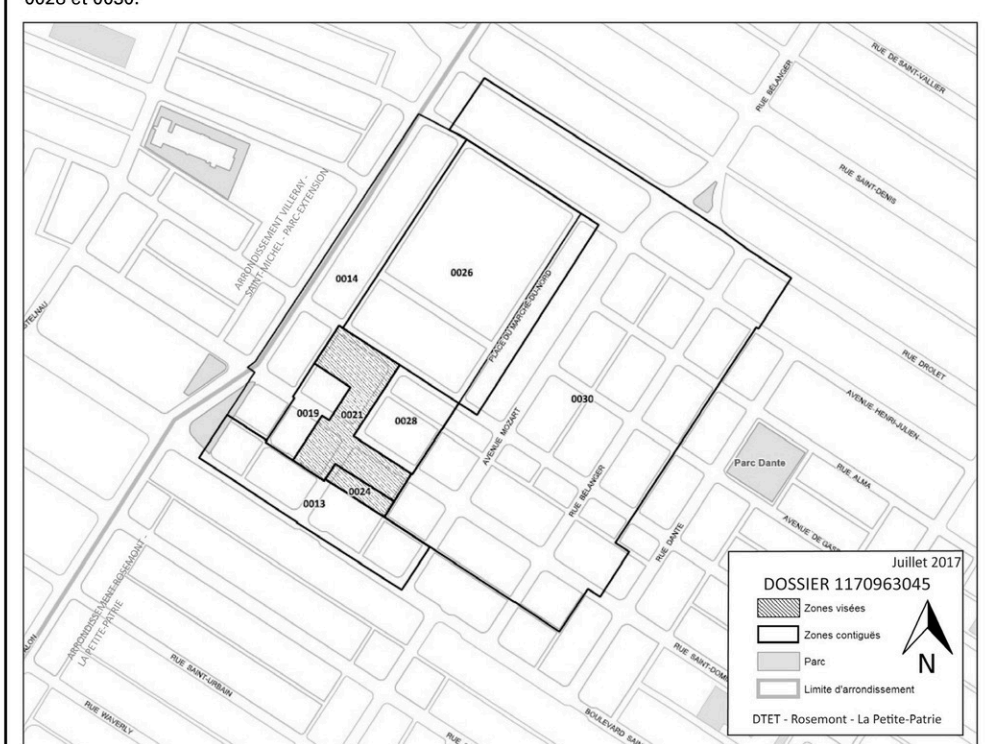 0028 et 0030.
RUE DE SAINT-VALLIER
RUE BÉLANGER
RUE SAINT-DENIS
ARRONDISSEMENT VILLERAY -
SAINT-MICHEL - PARC-EXTENSION
0014
0026
PLACE DU MARCHÉ-DU-NORD
RUE DROLET
AVENUE HENRI-JULIEN
0019
0021
0028
0030
AVENUE MOZART
Parc Dante
RUE ALMA
0024
0013
RUE BÉLANGER
RUE DANTE
ARRONDISSEMENT ROSEMONT -
LA PETITE-PATRIE
RUE SAINT-URBAIN
RUE WAVERLY
Juillet 2017
DOSSIER 1170963045
Zones visées
Zones contiguës
Parc
Limite d'arrondissement
N
DTET - Rosemont - La Petite-Patrie